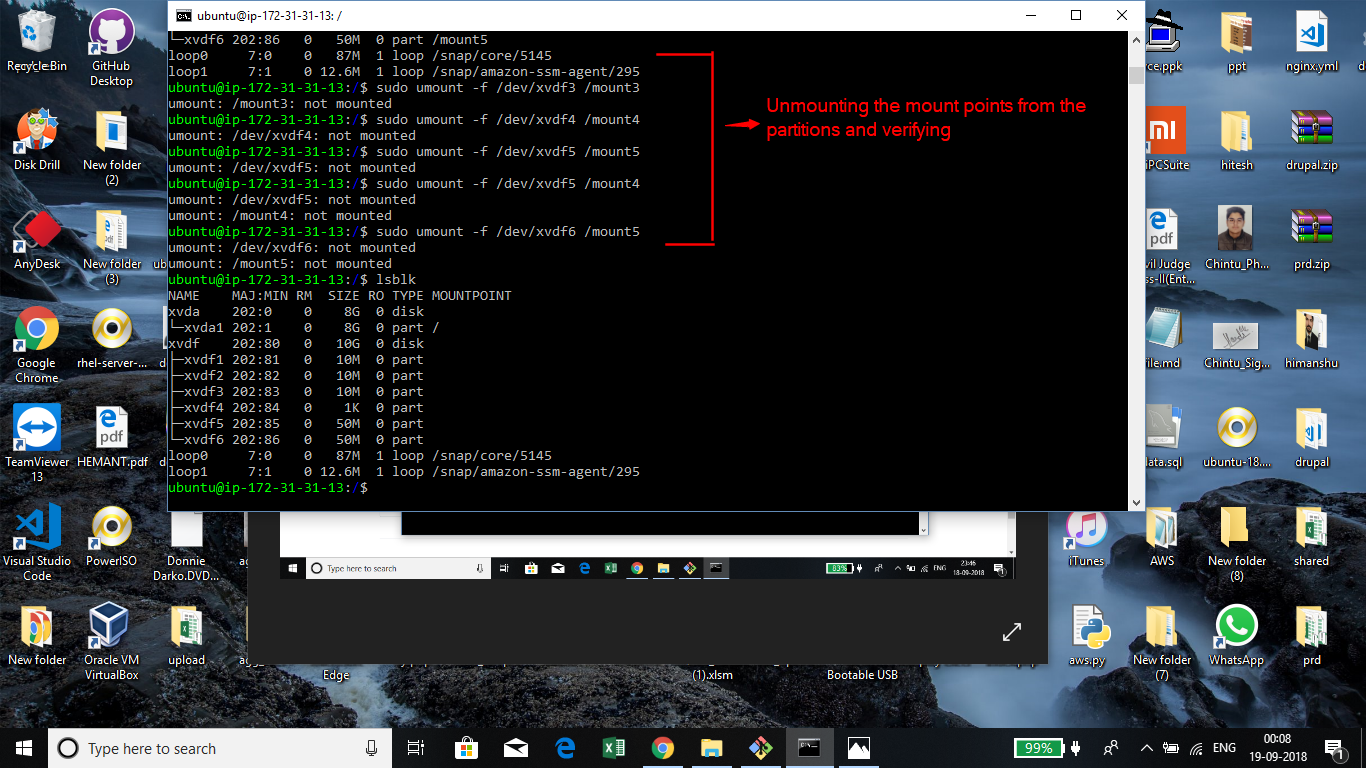 ubuntu@ip-172-31-31-13: /
└─xvdf6 202:86   0   50M  0 part /mount5
loop0     7:0    0   87M  1 loop /snap/core/5145
loop1     7:1    0 12.6M  1 loop /snap/amazon-ssm-agent/295
ubuntu@ip-172-31-31-13:/$ sudo umount -f /dev/xvdf3 /mount3
umount: /mount3: not mounted
ubuntu@ip-172-31-31-13:/$ sudo umount -f /dev/xvdf4 /mount4
umount: /dev/xvdf4: not mounted
ubuntu@ip-172-31-31-13:/$ sudo umount -f /dev/xvdf5 /mount5
umount: /dev/xvdf5: not mounted
ubuntu@ip-172-31-31-13:/$ sudo umount -f /dev/xvdf5 /mount4
umount: /dev/xvdf5: not mounted
umount: /mount4: not mounted
ubuntu@ip-172-31-31-13:/$ sudo umount -f /dev/xvdf6 /mount5
umount: /dev/xvdf6: not mounted
umount: /mount5: not mounted
ubuntu@ip-172-31-31-13:/$ lsblk
NAME    MAJ:MIN RM  SIZE RO TYPE MOUNTPOINT
xvda    202:0    0    8G  0 disk
└─xvda1 202:1    0    8G  0 part /
xvdf    202:80   0   10G  0 disk
├─xvdf1 202:81   0   10M  0 part
├─xvdf2 202:82   0   10M  0 part
├─xvdf3 202:83   0   10M  0 part
├─xvdf4 202:84   0    1K  0 part
├─xvdf5 202:85   0   50M  0 part
└─xvdf6 202:86   0   50M  0 part
loop0     7:0    0   87M  1 loop /snap/core/5145
loop1     7:1    0 12.6M  1 loop /snap/amazon-ssm-agent/295
ubuntu@ip-172-31-31-13:/$
Unmounting the mount points from the
partitions and verifying
Recycle Bin
GitHub
Desktop
Disk Drill
New folder
(2)
AnyDesk
New folder
(3)
Google
Chrome
rhel-server-...
TeamViewer
13
HEMANT.pdf
Visual Studio
Code
PowerISO
Donnie
Darko.DVD...
New folder
Oracle VM
VirtualBox
upload
Edge
(1).xlsm
Bootable USB
ce.ppk
ppt
nginx.yml
mi
iPCSuite
hitesh
drupal.zip
pdf
vil Judge
ss-II(Ent...
Chintu_Ph...
prd.zip
file.md
Chintu_Sig...
himanshu
data.sql
ubuntu-18....
drupal
iTunes
AWS
New folder
(8)
shared
aws.py
New folder
(7)
WhatsApp
prd
Type here to search
83%
ENG
23:46
18-09-2018
Type here to search
99%
ENG
00:08
19-09-2018
1